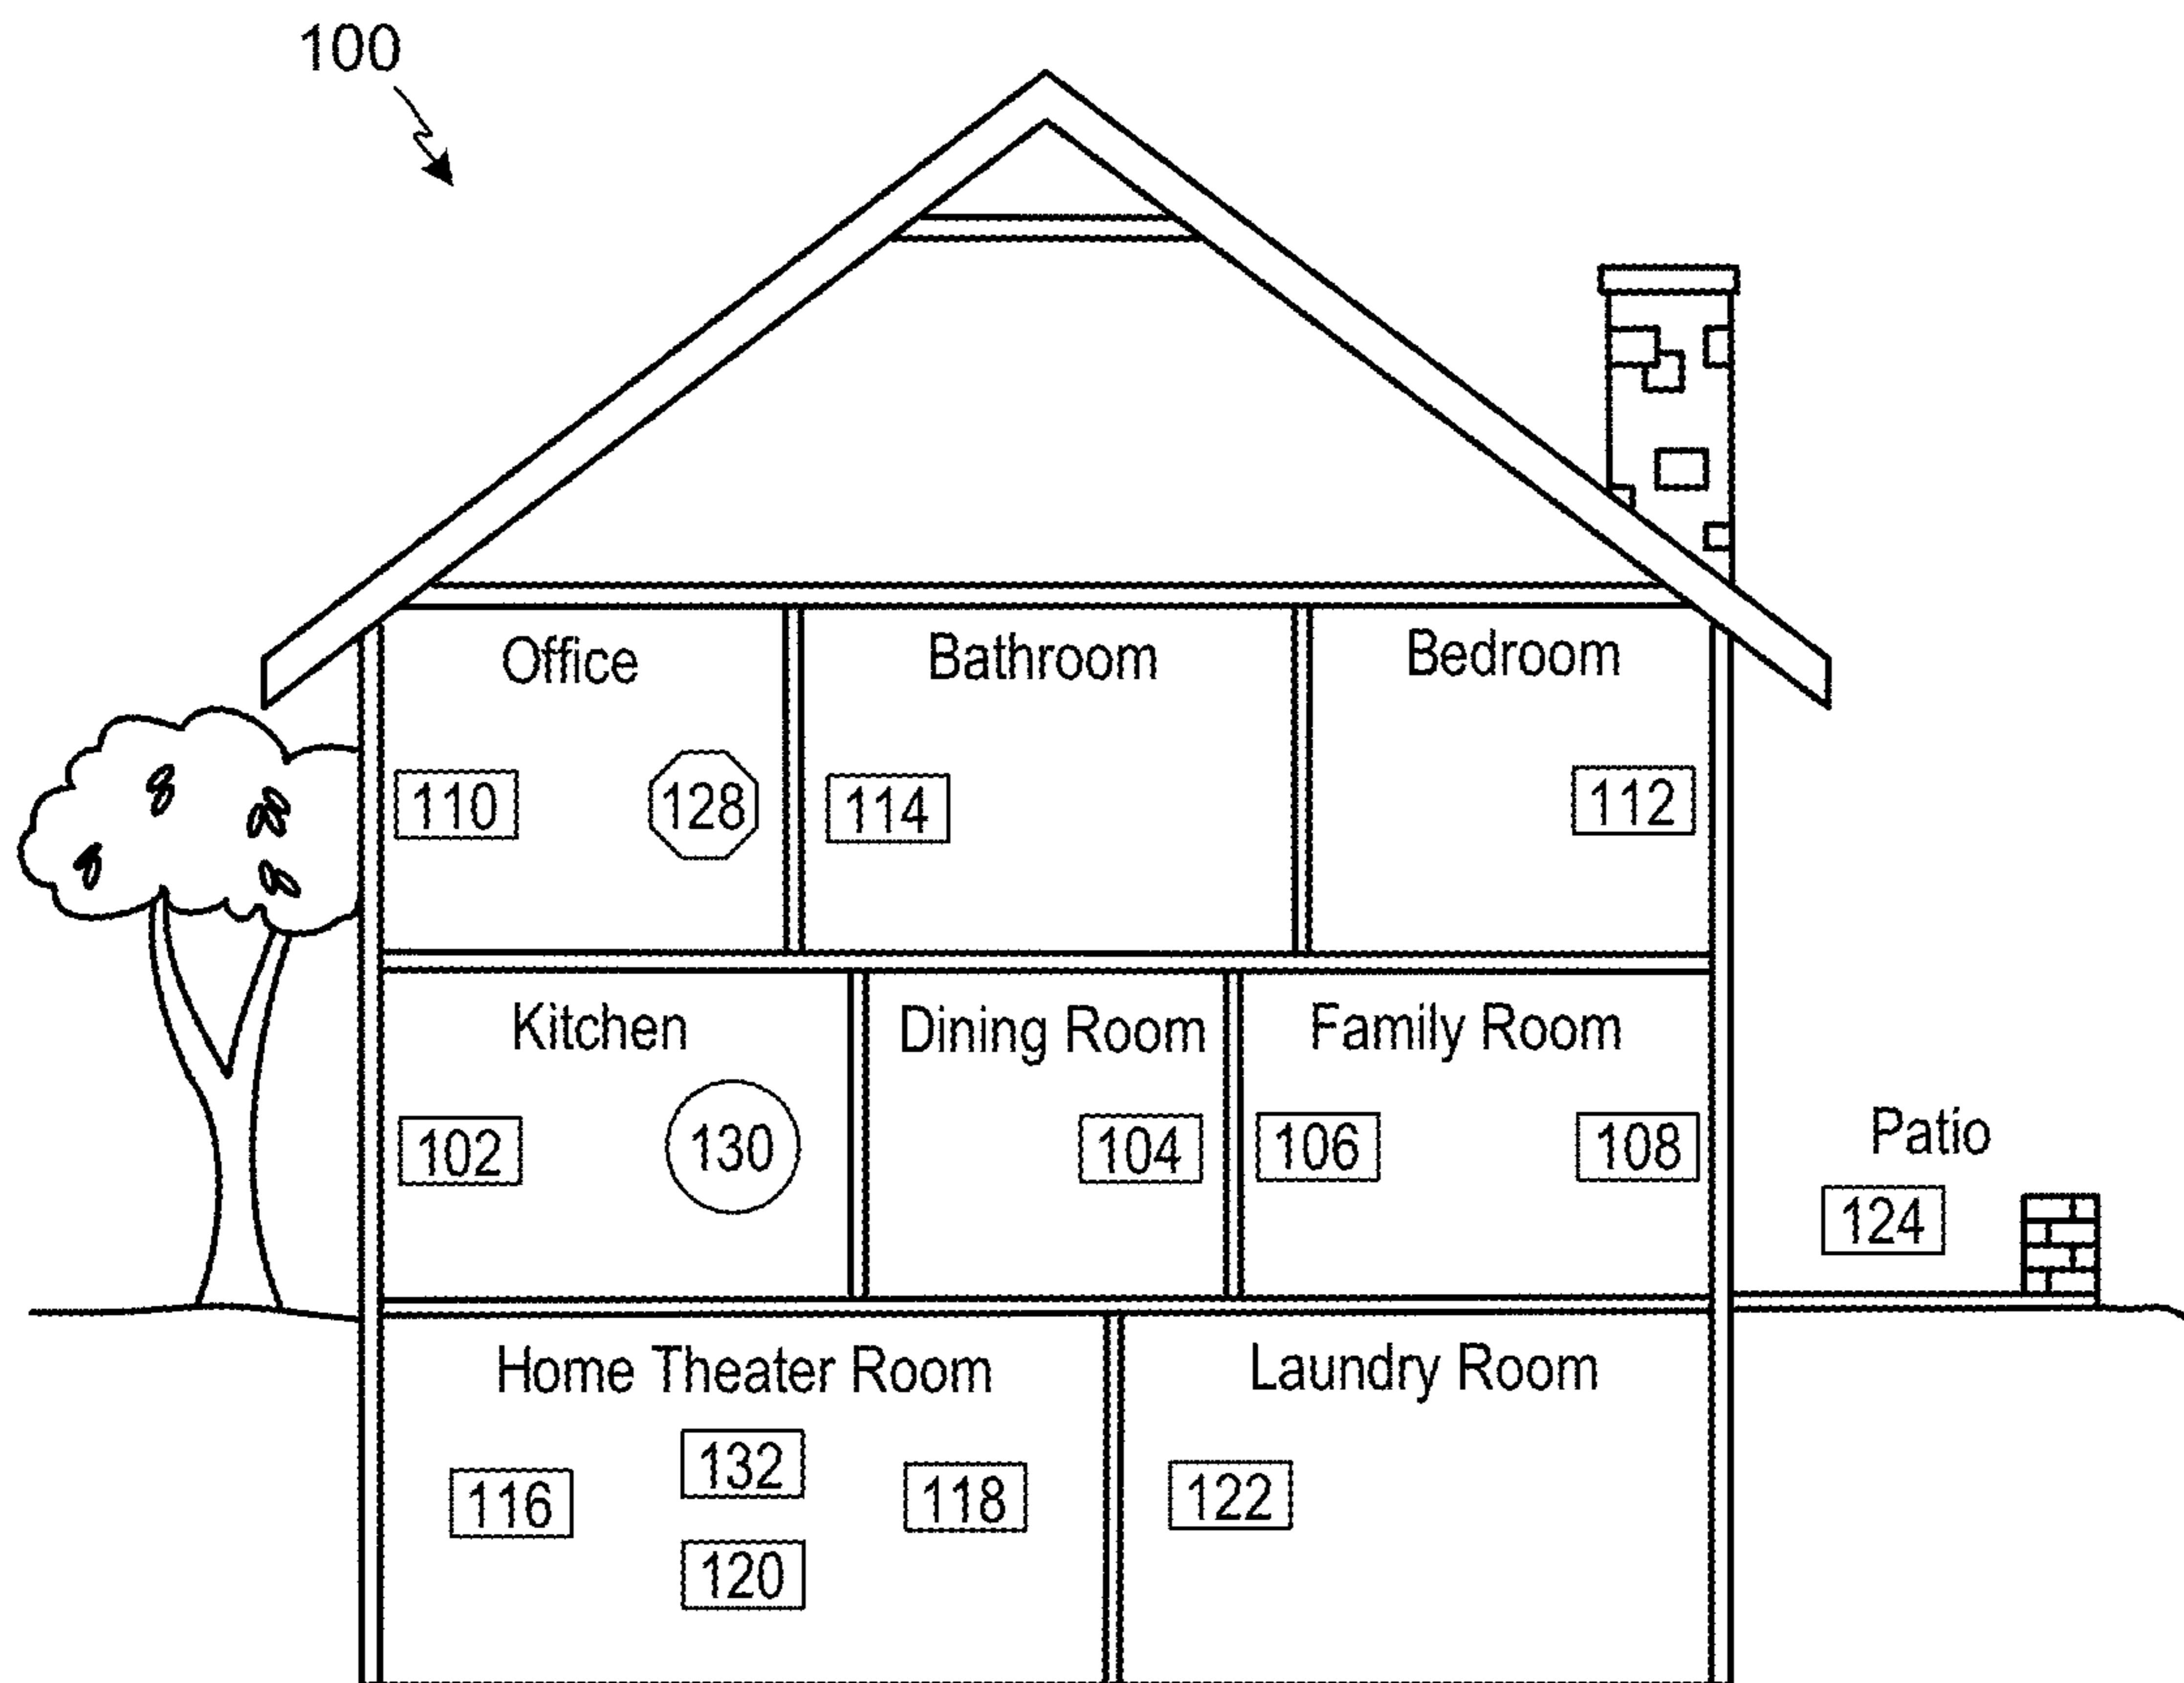 100
Office
Bathroom
Bedroom
110
128
114
112
Kitchen
Dining Room
Family Room
102
130
104
106
108
Patio
124
Home Theater Room
Laundry Room
116
132
118
120
122